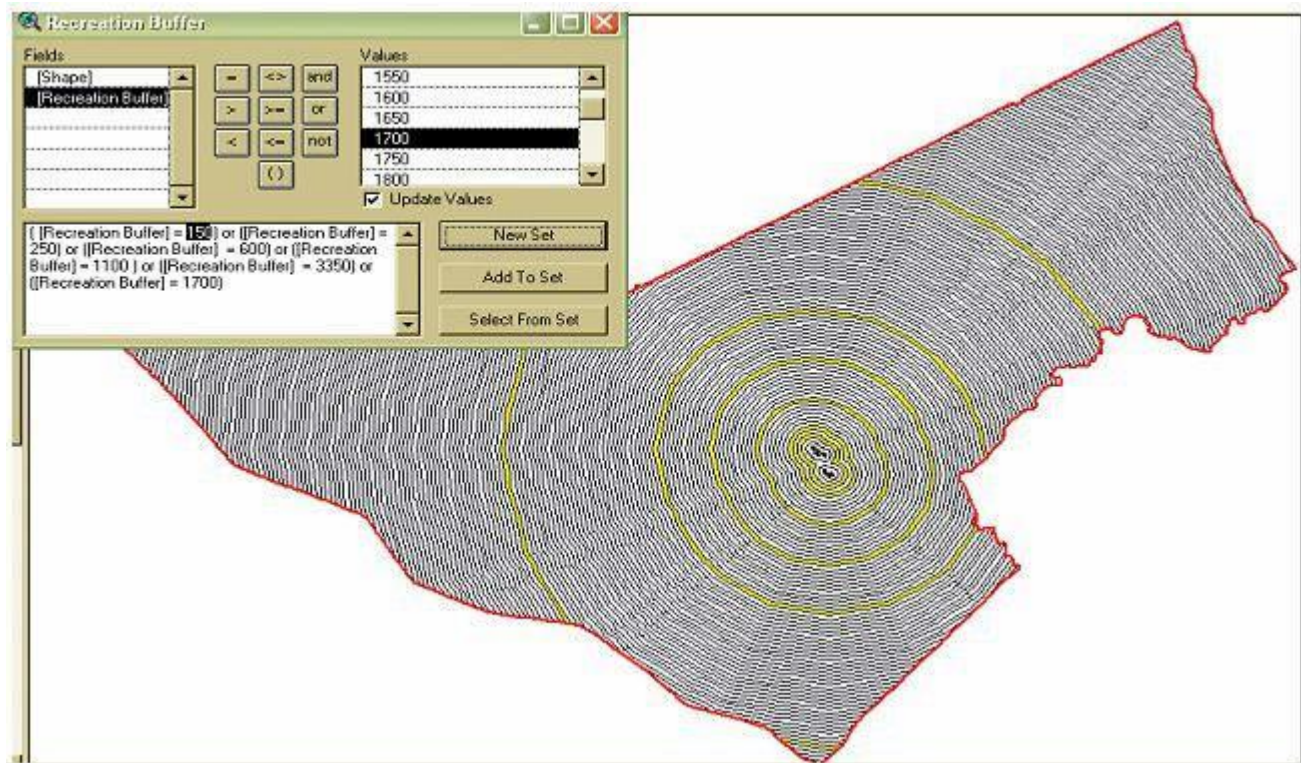 Recreation Buffer
Fields
[Shape]
[Recreation Buffer]
= <> and
> >= or
< <= not
()
Values
1550
1600
1650
1700
1750
1800
Update Values
( [Recreation Buffer] = 150) or ([Recreation Buffer] =
250) or ([Recreation Buffer] = 600) or ([Recreation
Buffer] = 1100 ) or ([Recreation Buffer] = 3350) or
([Recreation Buffer] = 1700)
New Set
Add To Set
Select From Set